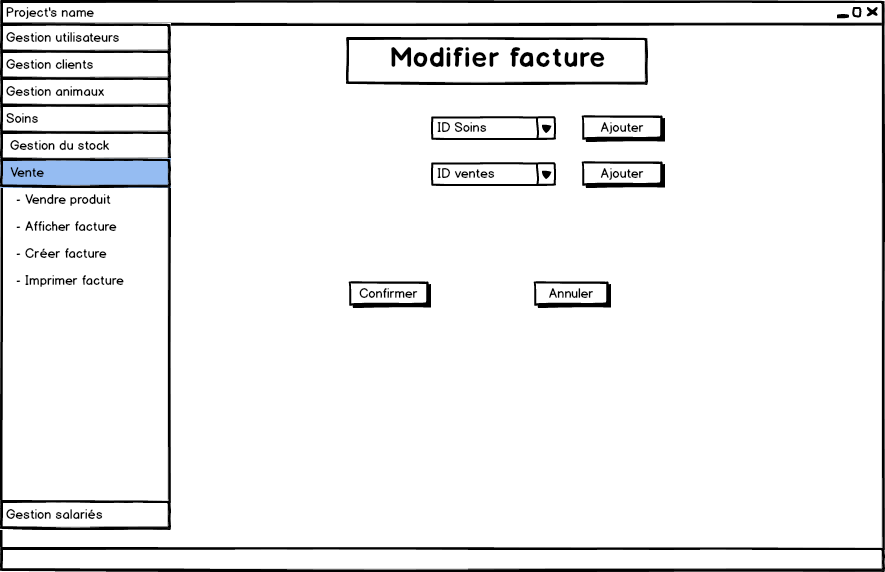 Project's name
Gestion utilisateurs
Gestion clients
Gestion animaux
Soins
Gestion du stock
Vente
- Vendre produit
- Afficher facture
- Créer facture
- Imprimer facture
Gestion salariés
Modifier facture
ID Soins
Ajouter
ID ventes
Ajouter
Confirmer
Annuler